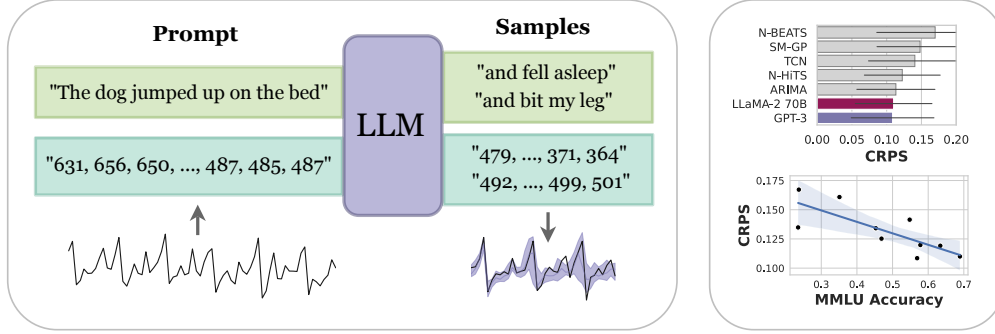 Prompt
Samples
"The dog jumped up on the bed"
LLM
"and fell asleep"
"and bit my leg"
"631, 656, 650, ..., 487, 485, 487"
"479, ..., 371, 364"
"492, ..., 499, 501"
N-BEATS
SM-GP
TCN
N-HiTS
ARIMA
LLaMA-2 70B
GPT-3
0.00 0.05 0.10 0.15 0.20
CRPS
0.175
0.150
0.125
0.100
CRPS
0.3 0.4 0.5 0.6 0.7
MMLU Accuracy